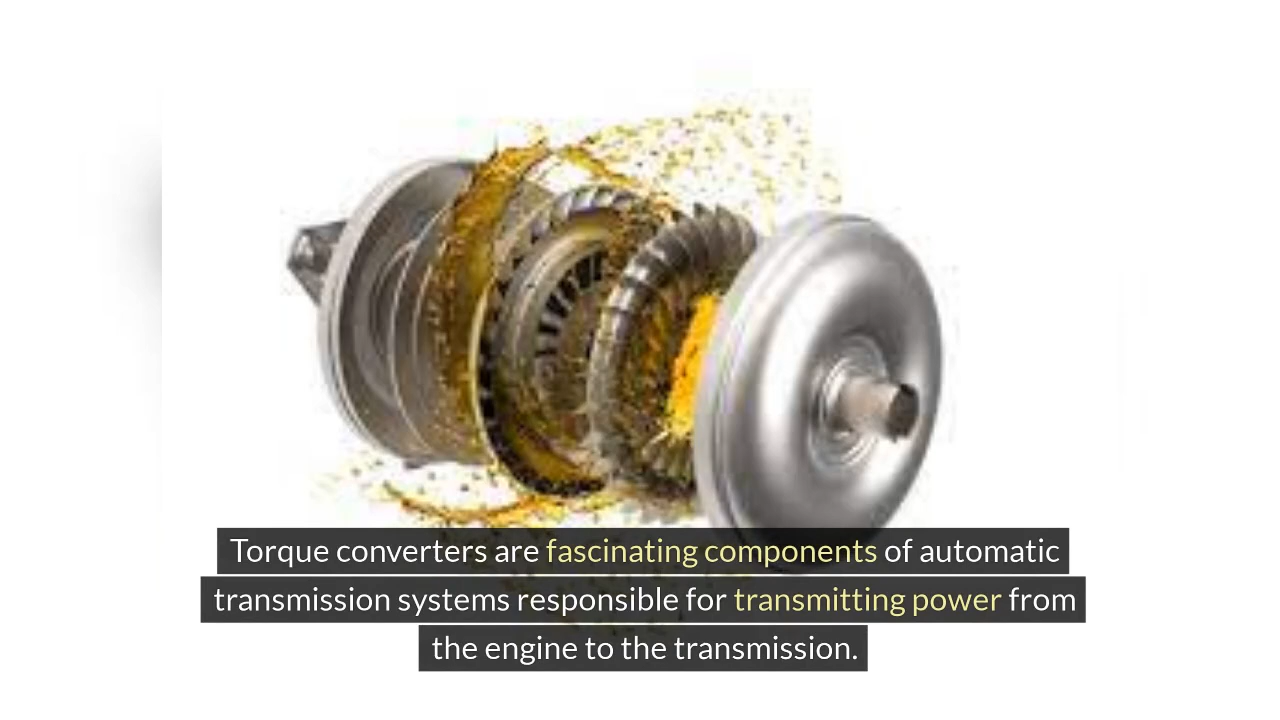 Torque converters are fascinating components of automatic
transmission systems responsible for transmitting power from
the engine to the transmission.